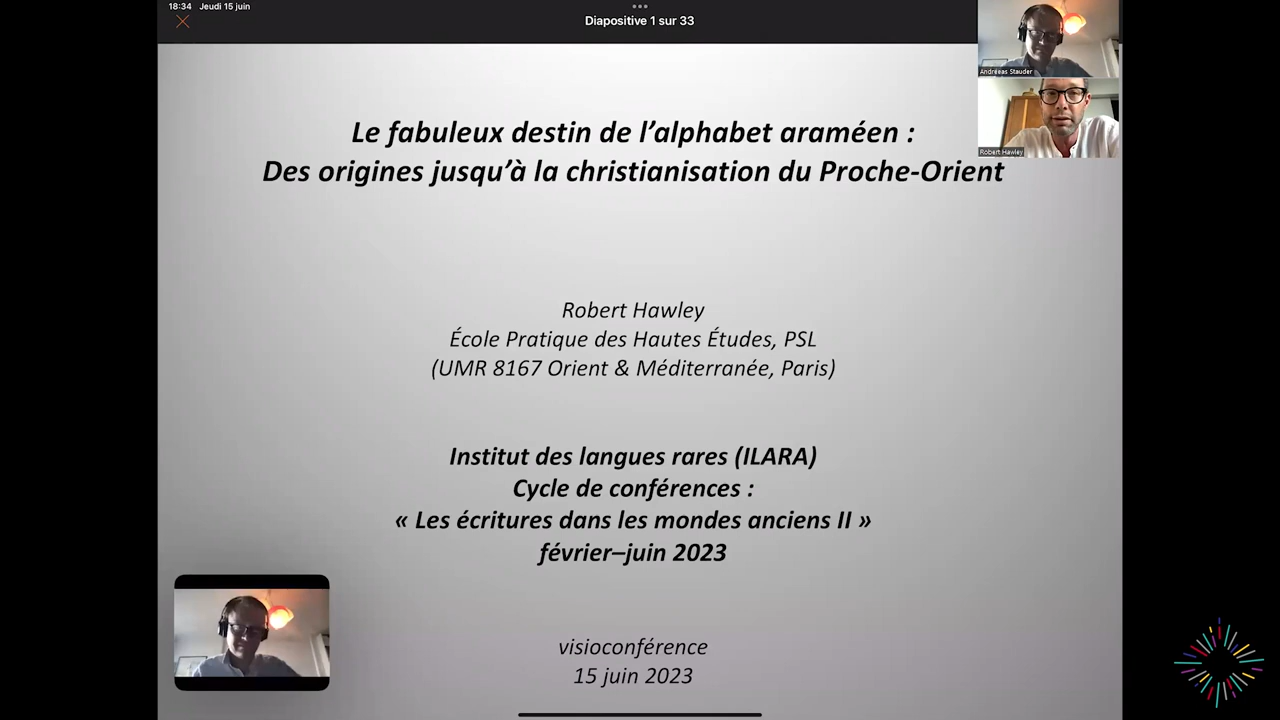 18:34 Jeudi 15 juin
Diapositive 1 sur 33
Andréeas Stauder
Robert Hawley
Le fabuleux destin de l’alphabet araméen :
Des origines jusqu’à la christianisation du Proche-Orient
Robert Hawley
École Pratique des Hautes Études, PSL
(UMR 8167 Orient & Méditerranée, Paris)
Institut des langues rares (ILARA)
Cycle de conférences :
« Les écritures dans les mondes anciens II »
février–juin 2023
visioconférence
15 juin 2023